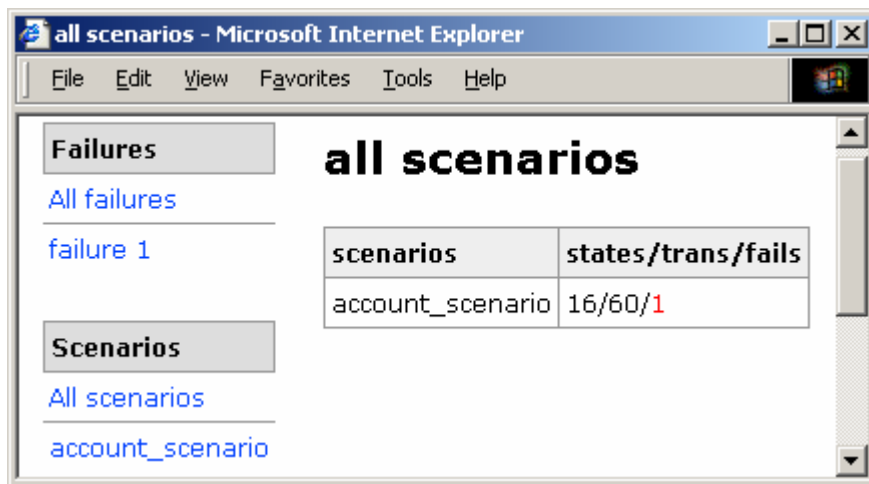 all scenarios - Microsoft Internet Explorer
File Edit View Favorites Tools Help
Failures
All failures
failure 1
Scenarios
All scenarios
account_scenario
all scenarios
scenarios states/trans/fails
account_scenario 16/60/1